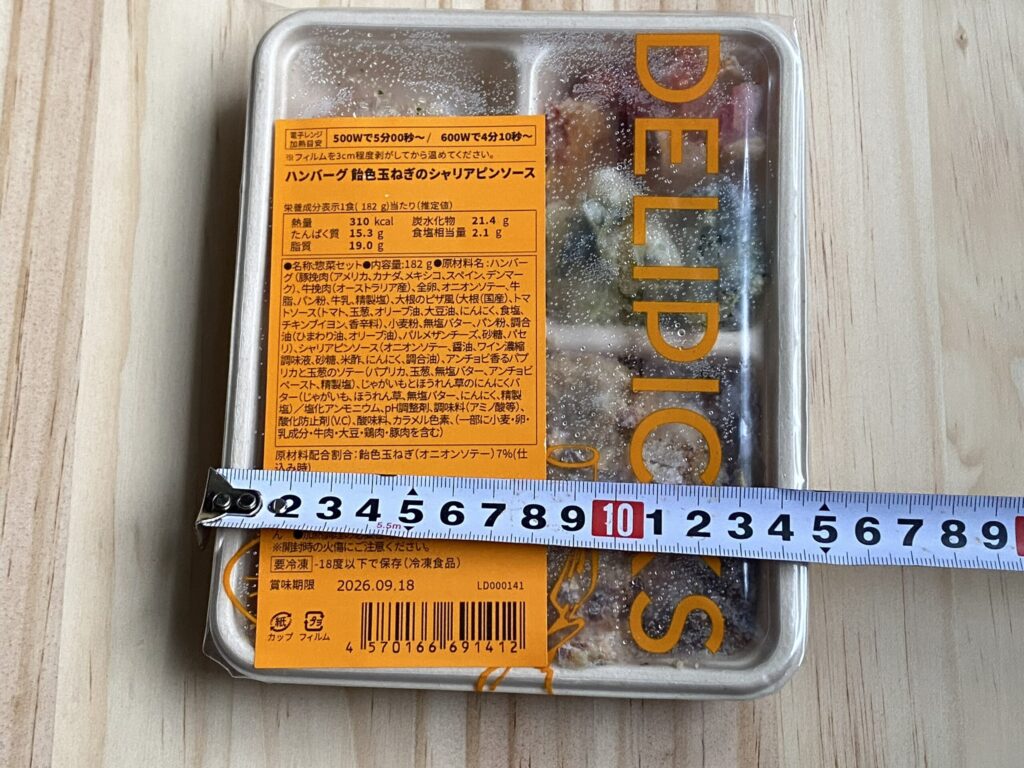 DELIPICKS
電子レンジ
加熱目安
500Wで5分00秒～/ 600Wで4分10秒～
※フィルムを3cm程度剥がしてから温めてください。
ハンバーグ 飴色玉ねぎのシャリアピンソース
栄養成分表示1食( 182 g)当たり(推定値)
熱量 310 kcal 炭水化物 21.4 g
たんぱく質 15.3 g 食塩相当量 2.1 g
脂質 19.0 g
●名称:惣菜セット●内容量:182 g●原材料名:ハンバー
グ(豚挽肉(アメリカ、カナダ、メキシコ、スペイン、デンマー
ク)、牛挽肉(オーストラリア産)、全卵、オニオンソテー、牛
脂、パン粉、牛乳、精製塩)、大根のピザ風(大根(国産)、トマ
トソース(トマト、玉葱、オリーブ油、大豆油、にんにく、食塩、
チキンブイヨン、香辛料)、小麦粉、無塩バター、パン粉、調合
油(ひまわり油、オリーブ油)、パルメザンチーズ、砂糖、パセ
リ)、シャリアピンソース(オニオンソテー、醤油、ワイン濃縮
調味液、砂糖、米酢、にんにく、調合油)、アンチョビ香るパプ
リカと玉葱のソテー(パプリカ、玉葱、無塩バター、アンチョビ
ペースト、精製塩)、じゃがいもとほうれん草のにんにくバ
ター(じゃがいも、ほうれん草、無塩バター、にんにく、精製
塩)／塩化アンモニウム、pH調整剤、調味料(アミノ酸等)、
酸化防止剤(V.C)、酸味料、カラメル色素、(一部に小麦・卵・
乳成分・牛肉・大豆・鶏肉・豚肉を含む)
原材料配合割合:飴色玉ねぎ(オニオンソテー)7%(仕
込み時)
2 3 4 5 6 7 8 9 10 1 2 3 4 5 6 7 8 9
5.5m
※開封時の火傷にご注意ください。
要冷凍 -18度以下で保存(冷凍食品)
賞味期限 2026.09.18 LD000141
紙 プラ
カップ フィルム
4 570166 691412